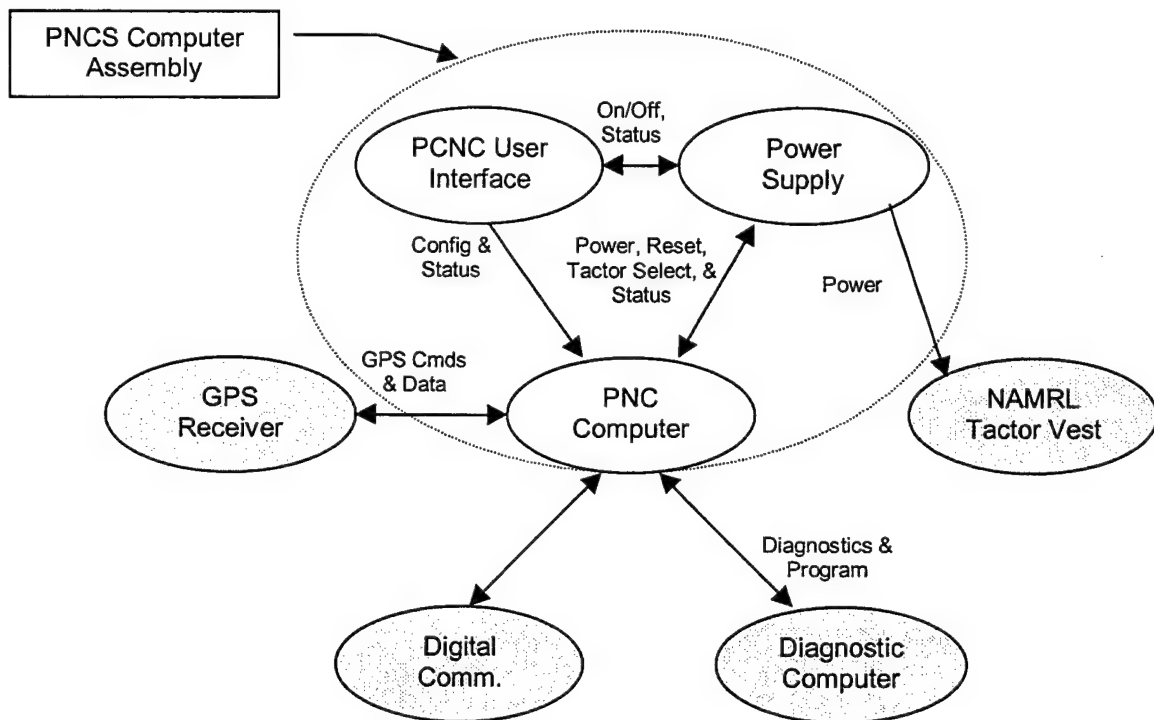 PNCS Computer
Assembly
On/Off,
Status
PCNC User
Interface
Power
Supply
Config &
Status
Power, Reset,
Tactor Select, &
Status
Power
GPS Cmds
& Data
GPS
Receiver
PNC
Computer
NAMRL
Tactor Vest
Diagnostics &
Program
Digital
Comm.
Diagnostic
Computer